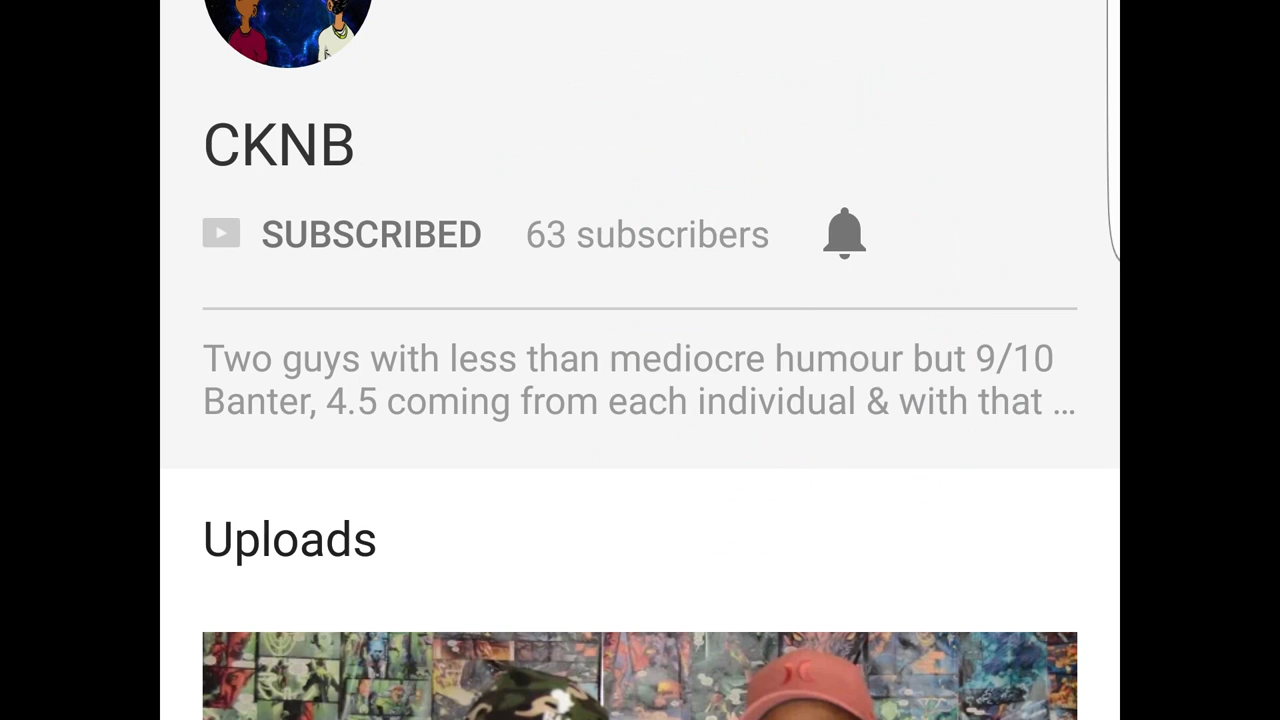 CKNB
SUBSCRIBED 63 subscribers
Two guys with less than mediocre humour but 9/10
Banter, 4.5 coming from each individual & with that ...
Uploads